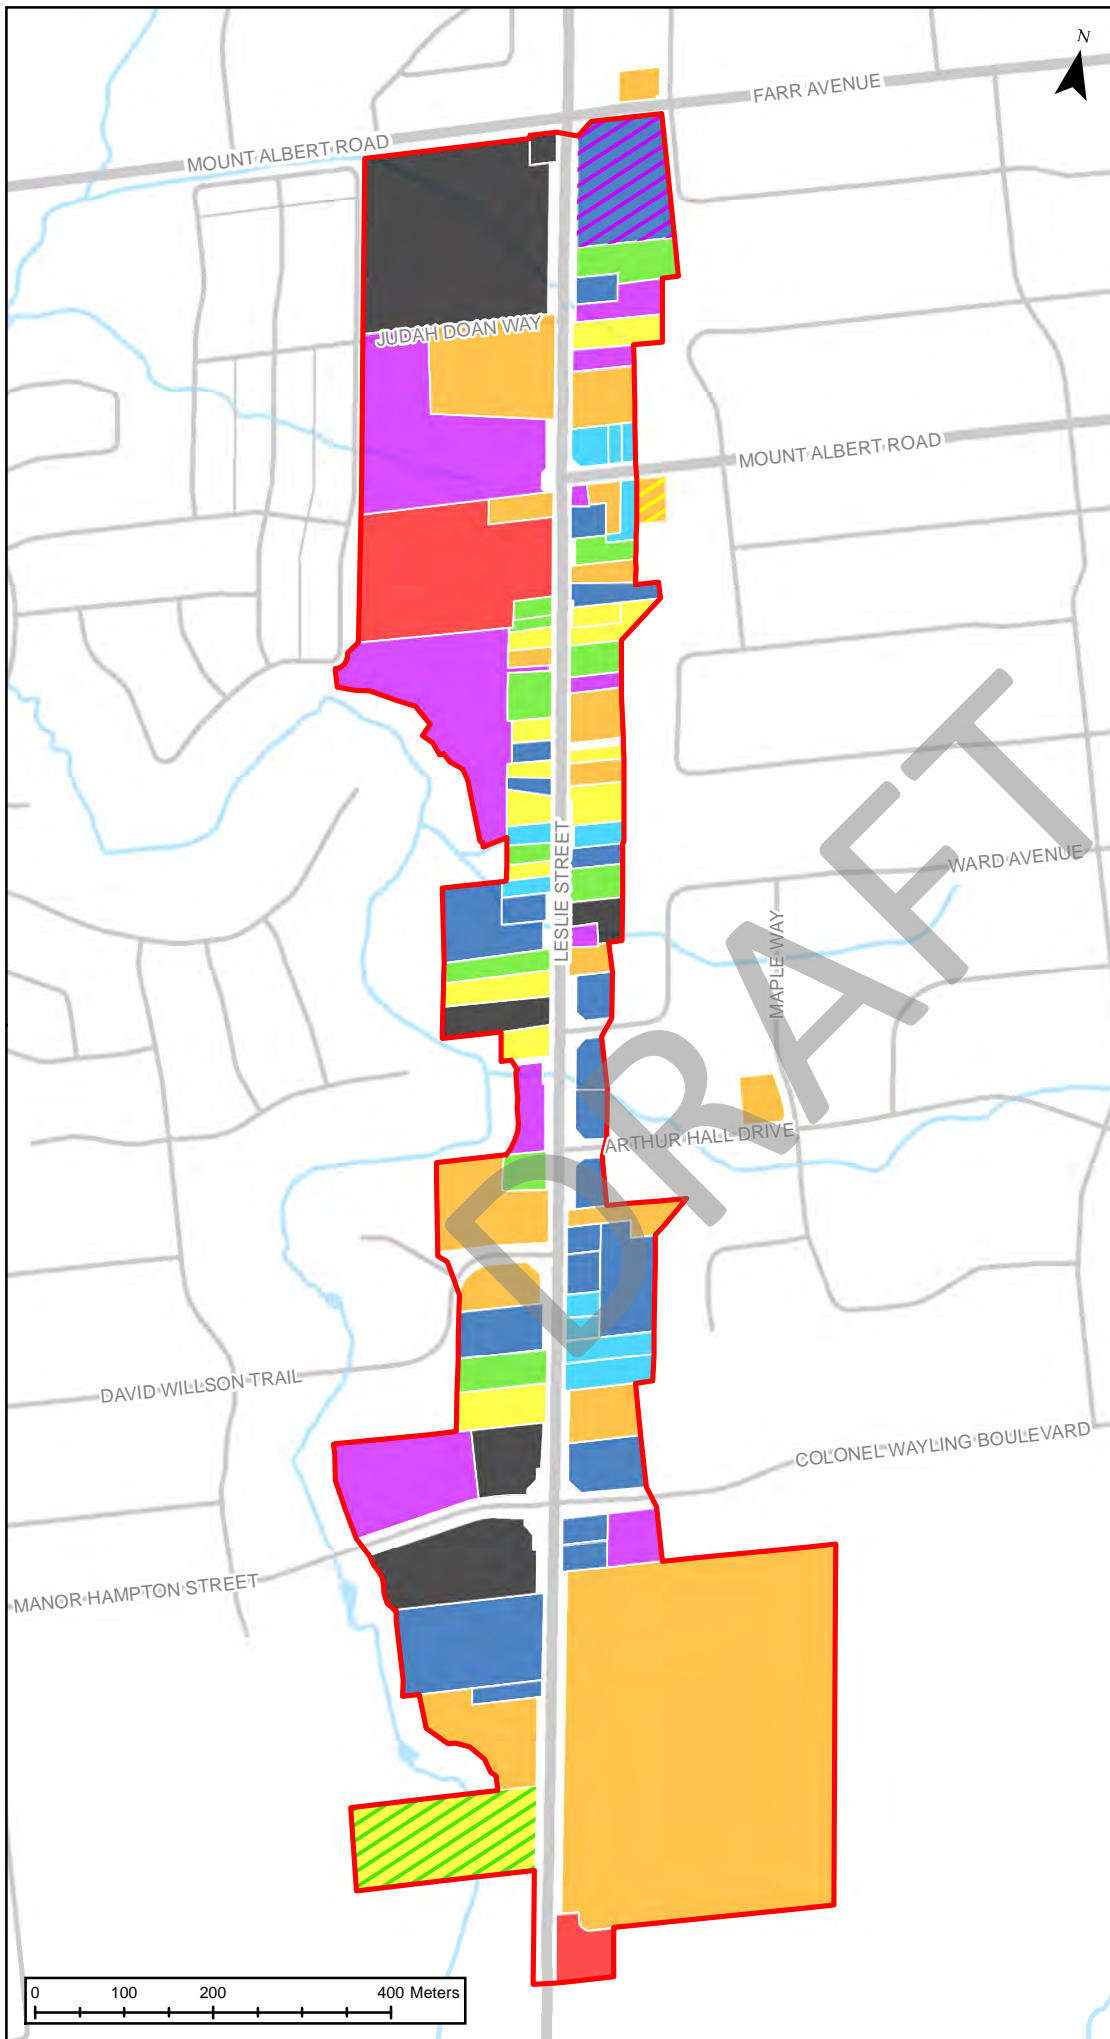 N
FARR AVENUE
MOUNT ALBERT ROAD
JUDAH DOAN WAY
MOUNT ALBERT ROAD
LESLIE STREET
WARD AVENUE
MAPLE WAY
ARTHUR HALL DRIVE
DRAFT
DAVID WILLSON TRAIL
COLONEL WAYLING BOULEVARD
MANOR HAMPTON STREET
0 100 200 400 Meters